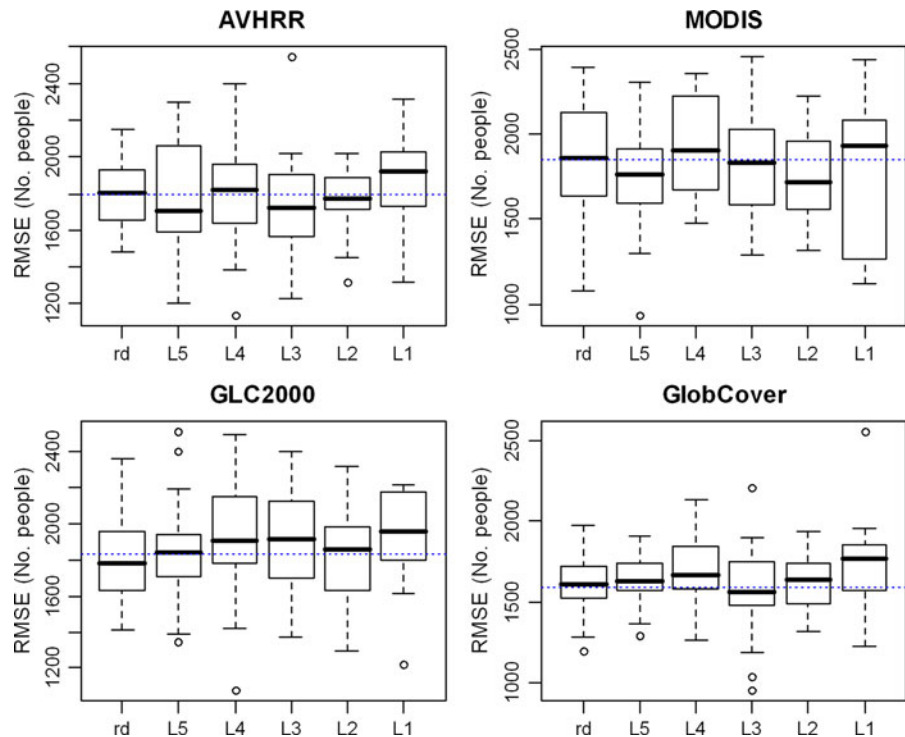 AVHRR
RMSE (No. people)
2400
2000
1600
1200
rd L5 L4 L3 L2 L1
MODIS
RMSE (No. people)
2500
2000
1500
1000
rd L5 L4 L3 L2 L1
GLC2000
RMSE (No. people)
2400
2000
1600
1200
rd L5 L4 L3 L2 L1
GlobCover
RMSE (No. people)
2500
2000
1500
1000
rd L5 L4 L3 L2 L1